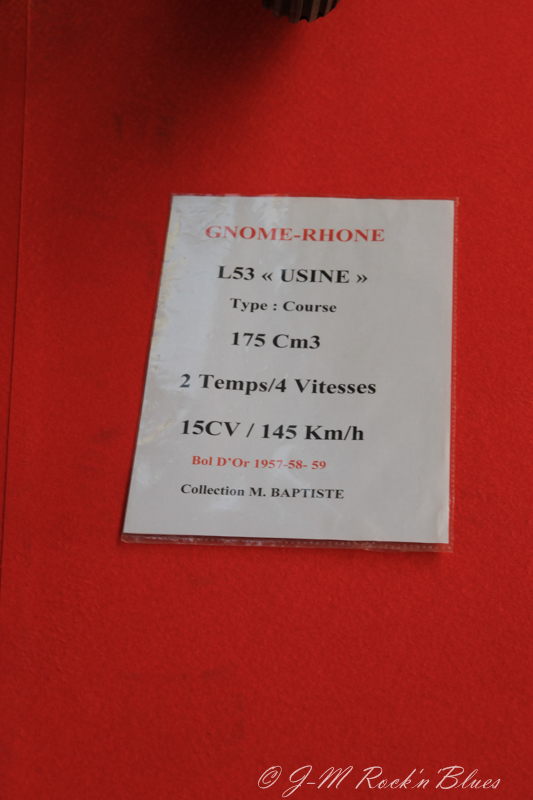 GNOME-RHONE
L53 « USINE »
Type : Course
175 Cm3
2 Temps/4 Vitesses
15CV / 145 Km/h
Bol D'Or 1957-58- 59
Collection M. BAPTISTE
© J-M Rock'n Blues